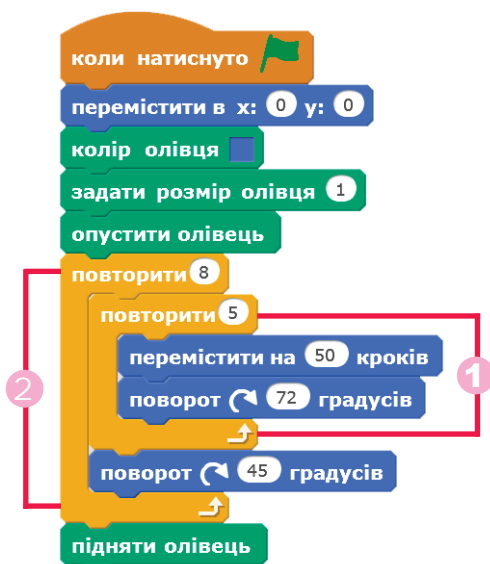 коли натиснуто
перемістити в x: 0 y: 0
колір олівця
задати розмір олівця 1
опустити олівець
повторити 8
повторити 5
перемістити на 50 кроків
1
2
поворот 72 градусів
поворот 45 градусів
підняти олівець